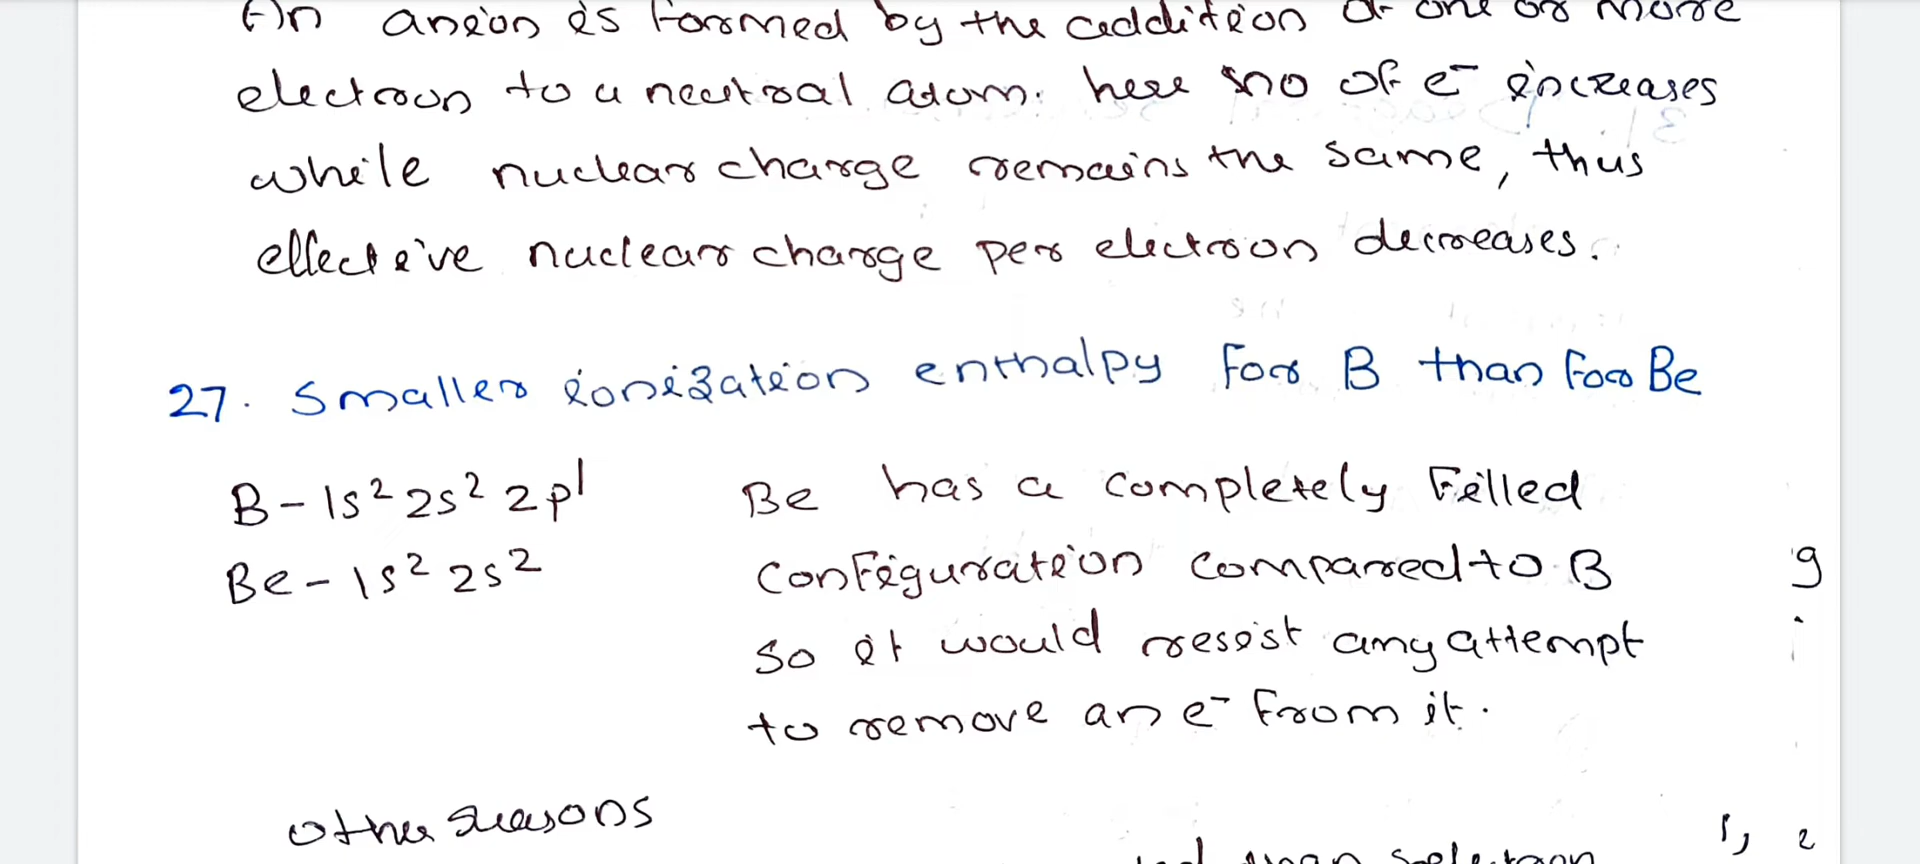 An anion is formed by the addition of one or more
electron to a neutral atom. here no of e⁻ increases
while nuclear charge remains the same, thus
effective nuclear charge per electron decreases.
27. Smaller ionization enthalpy for B than for Be
B - 1s² 2s² 2p¹
Be - 1s² 2s²
Be has a completely filled
configuration compared to B
so it would resist any attempt
to remove an e⁻ from it.
other reasons
than s electron